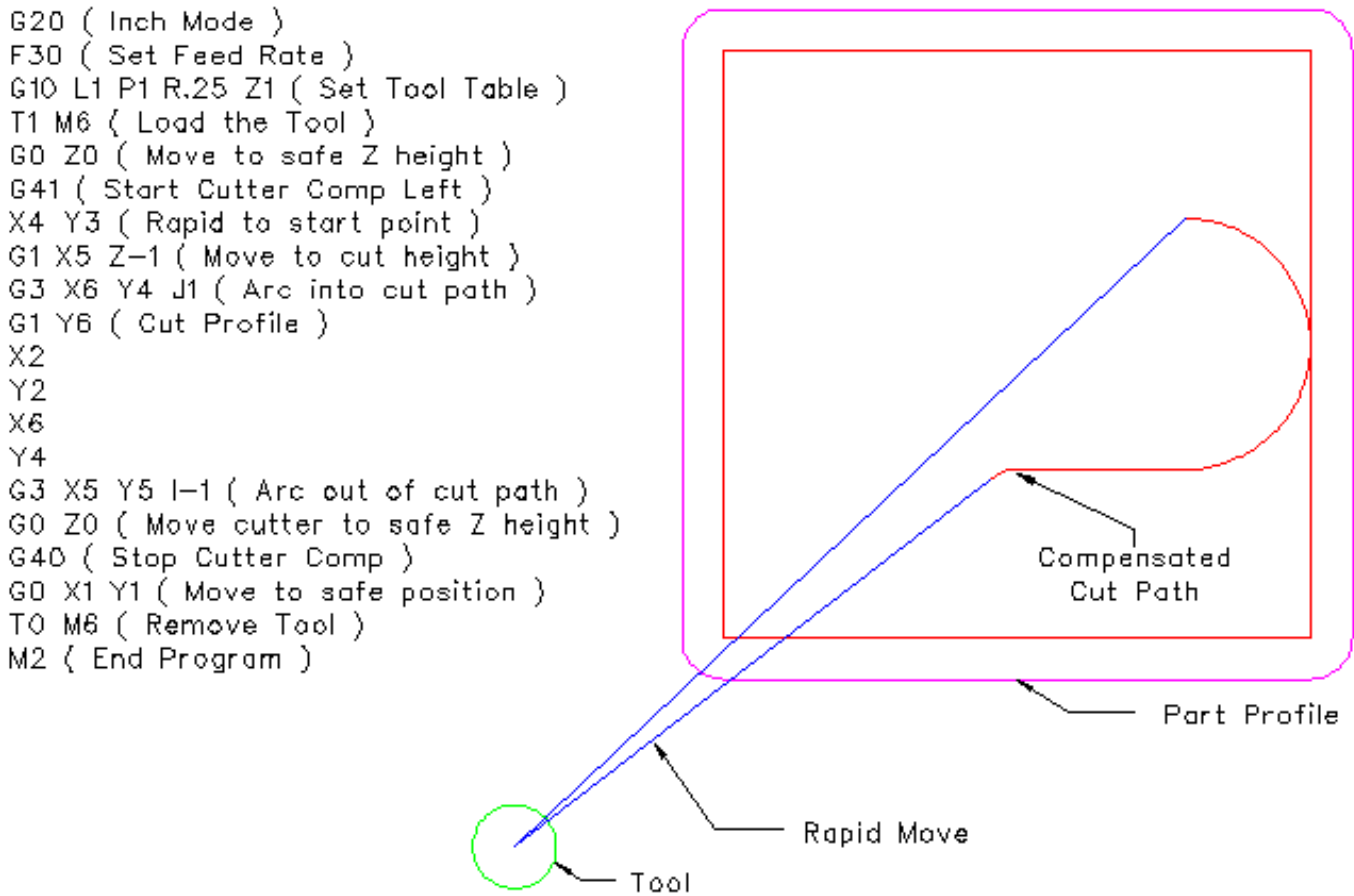 G20 ( Inch Mode )
F30 ( Set Feed Rate )
G10 L1 P1 R.25 Z1 ( Set Tool Table )
T1 M6 ( Load the Tool )
G0 Z0 ( Move to safe Z height )
G41 ( Start Cutter Comp Left )
X4 Y3 ( Rapid to start point )
G1 X5 Z-1 ( Move to cut height )
G3 X6 Y4 J1 ( Arc into cut path )
G1 Y6 ( Cut Profile )
X2
Y2
X6
Y4
G3 X5 Y5 I-1 ( Arc out of cut path )
G0 Z0 ( Move cutter to safe Z height )
G40 ( Stop Cutter Comp )
G0 X1 Y1 ( Move to safe position )
T0 M6 ( Remove Tool )
M2 ( End Program )
Compensated
Cut Path
Part Profile
Rapid Move
Tool